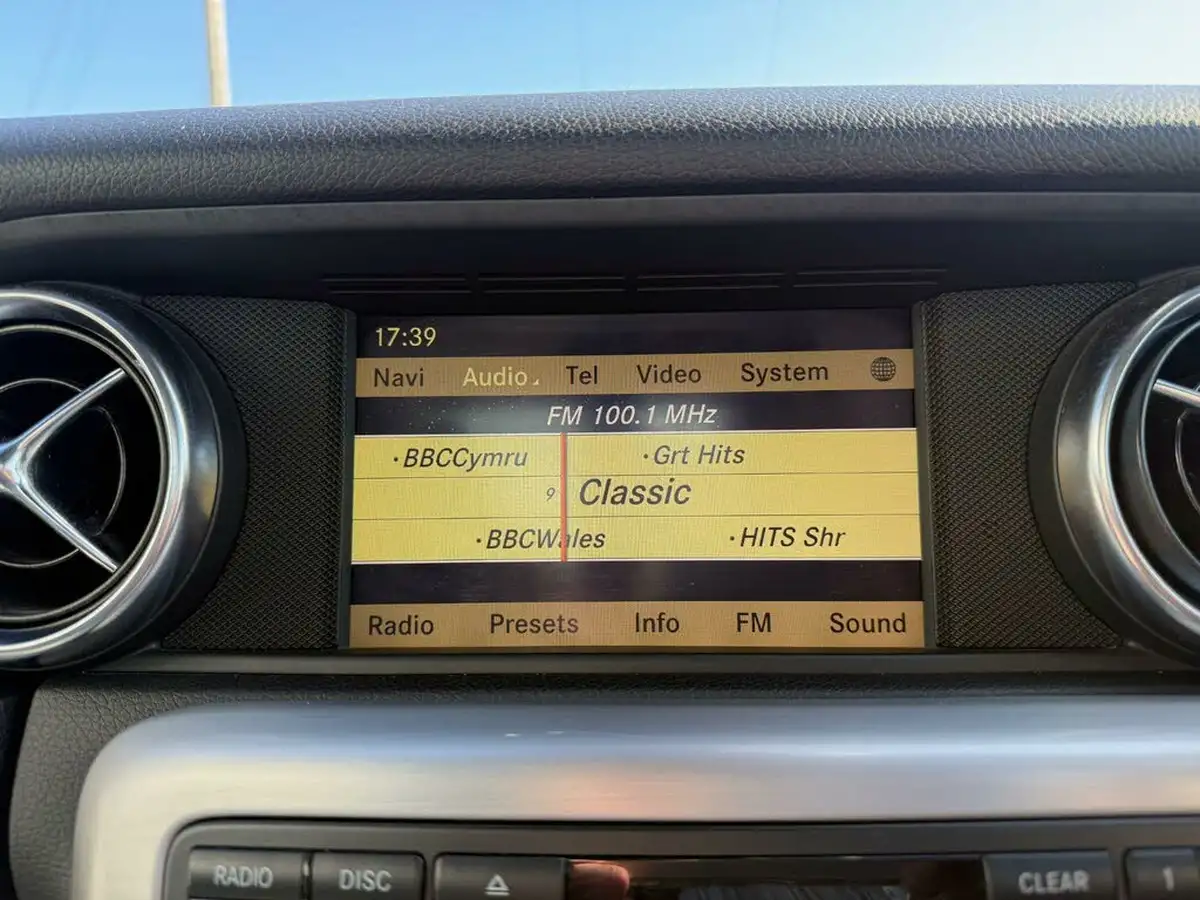 17:39
Navi Audio Tel Video System
FM 100.1 MHz
·BBCCymru ·Grt Hits
9 Classic
·BBCWales ·HITS Shr
Radio Presets Info FM Sound
RADIO DISC CLEAR 1